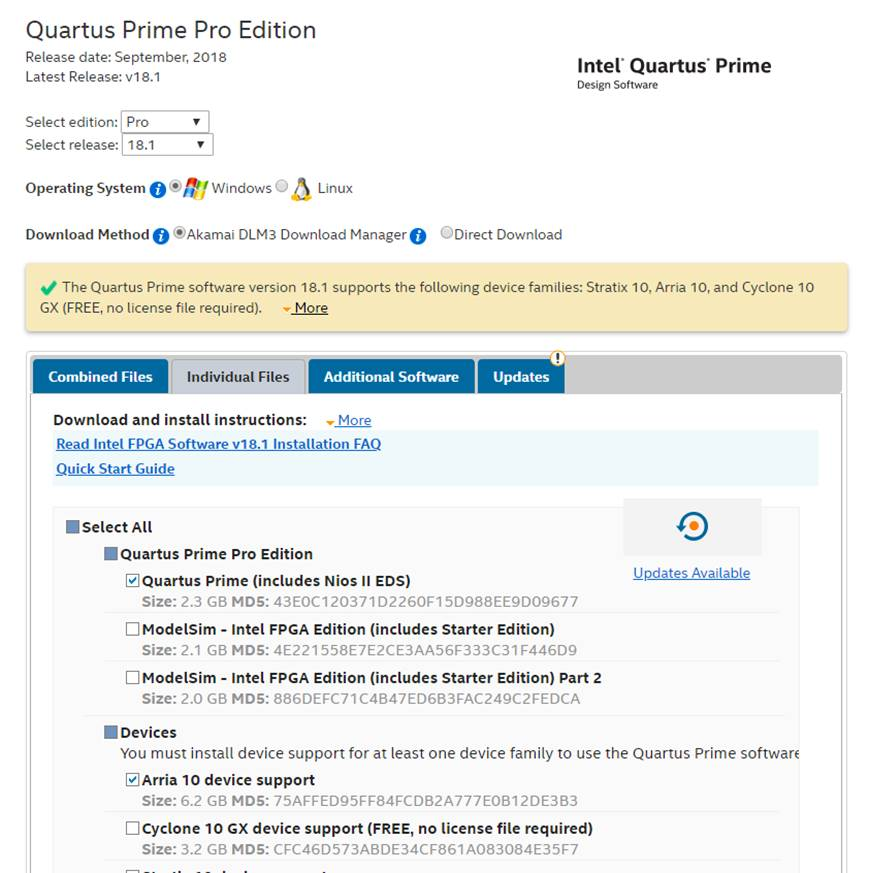 Quartus Prime Pro Edition
Release date: September, 2018
Latest Release: v18.1
Intel® Quartus® Prime
Design Software
Select edition: Pro
Select release: 18.1
Operating System Windows Linux
Download Method Akamai DLM3 Download Manager Direct Download
The Quartus Prime software version 18.1 supports the following device families: Stratix 10, Arria 10, and Cyclone 10
GX (FREE, no license file required). More
Combined Files Individual Files Additional Software Updates
Download and install instructions: More
Read Intel FPGA Software v18.1 Installation FAQ
Quick Start Guide
Select All
Quartus Prime Pro Edition
Updates Available
Quartus Prime (includes Nios II EDS)
Size: 2.3 GB MD5: 43E0C120371D2260F15D988EE9D09677
ModelSim - Intel FPGA Edition (includes Starter Edition)
Size: 2.1 GB MD5: 4E221558E7E2CE3AA56F333C31F446D9
ModelSim - Intel FPGA Edition (includes Starter Edition) Part 2
Size: 2.0 GB MD5: 886DEFC71C4B47ED6B3FAC249C2FEDCA
Devices
You must install device support for at least one device family to use the Quartus Prime software
Arria 10 device support
Size: 6.2 GB MD5: 75AFFED95FF84FCDB2A777E0B12DE3B3
Cyclone 10 GX device support (FREE, no license file required)
Size: 3.2 GB MD5: CFC46D573ABDE34CF861A083084E35F7